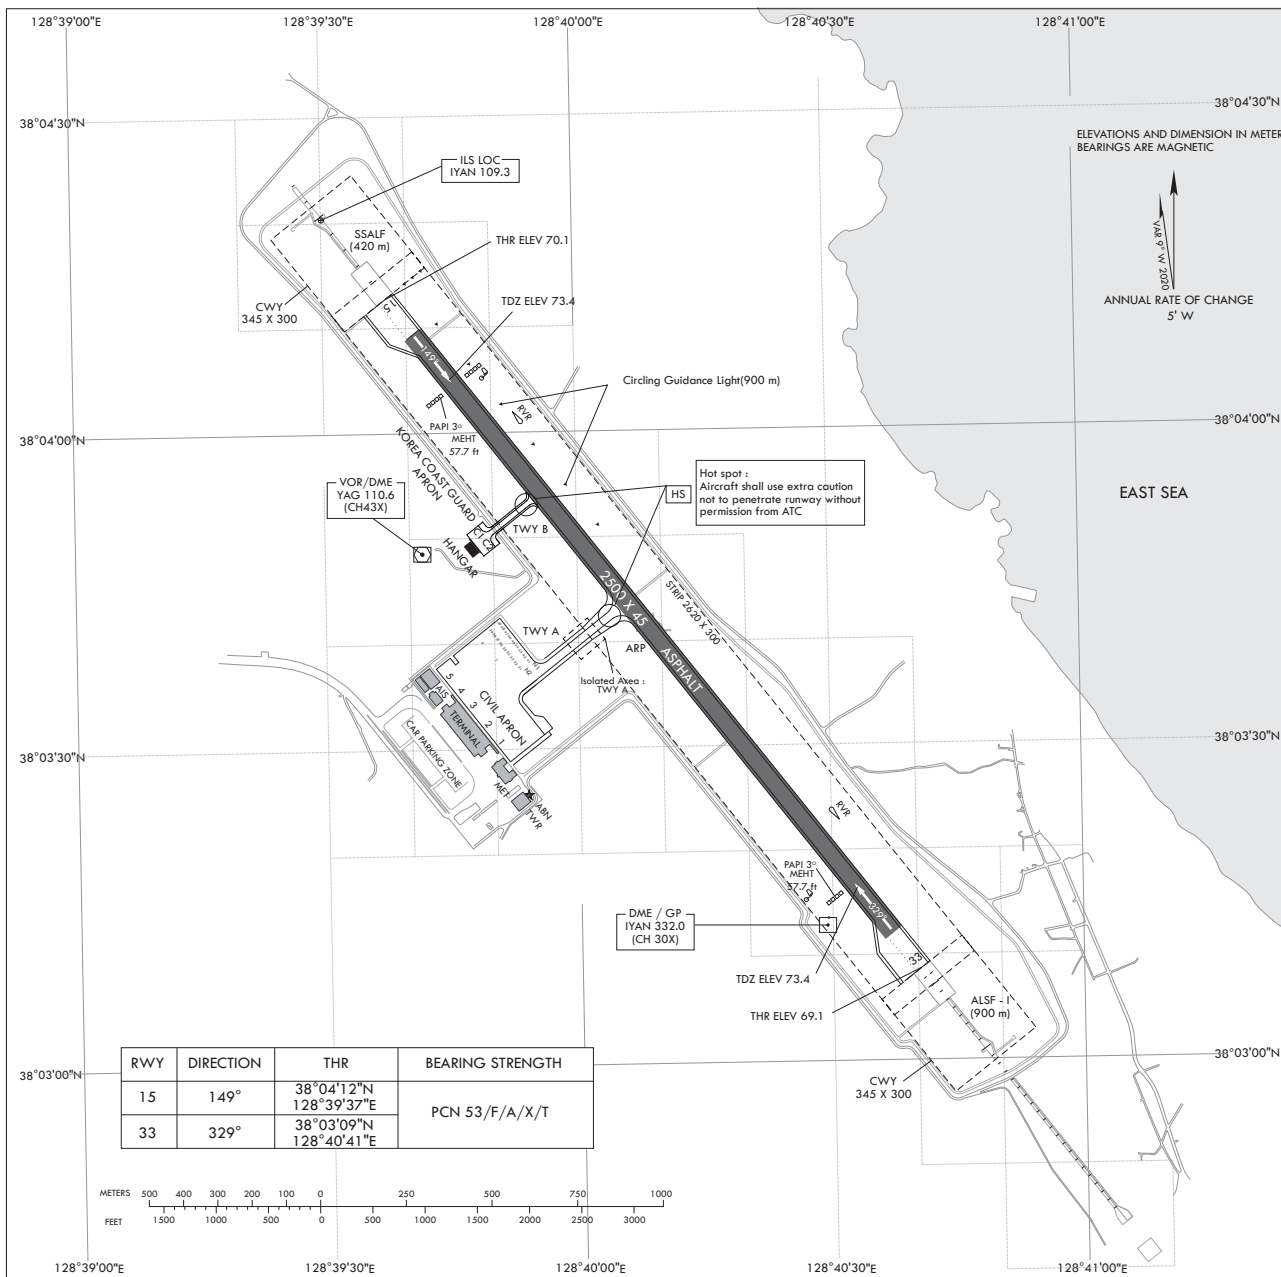 128°39'00"E
128°39'30"E
128°40'00"E
128°40'30"E
128°41'00"E
38°04'30"N
38°04'30"N
ELEVATIONS AND DIMENSION IN METER
BEARINGS ARE MAGNETIC
VAR 9° W 2020
ANNUAL RATE OF CHANGE
5' W
ILS LOC
IYAN 109.3
SSALF
(420 m)
THR ELEV 70.1
TDZ ELEV 73.4
CWY
345 X 300
15
149°
Circling Guidance Light(900 m)
RVR
PAPI 3°
MEHT
57.7 ft
38°04'00"N
38°04'00"N
KOREA COAST GUARD
APRON
VOR/DME
YAG 110.6
(CH43X)
HS
Hot spot :
Aircraft shall use extra caution
not to penetrate runway without
permission from ATC
EAST SEA
C1 C2
TWY B
HANGAR
2500 X 45
STRIP 2620 X 300
TWY A
ARP
ASPHALT
N1
N2
Isolated Area :
TWY A
AIS
5
4
3
2
1
CIVIL APRON
TERMINAL
CAR PARKING ZONE
MET
ABN
TWR
38°03'30"N
38°03'30"N
RVR
PAPI 3°
MEHT
57.7 ft
329°
DME / GP
IYAN 332.0
(CH 30X)
33
TDZ ELEV 73.4
THR ELEV 69.1
ALSF - I
(900 m)
CWY
345 X 300
38°03'00"N
38°03'00"N
RWY DIRECTION THR BEARING STRENGTH
15 149° 38°04'12"N
128°39'37"E
PCN 53/F/A/X/T
33 329° 38°03'09"N
128°40'41"E
METERS 500 400 300 200 100 0 250 500 750 1000
FEET 1500 1000 500 0 500 1000 1500 2000 2500 3000
128°39'00"E
128°39'30"E
128°40'00"E
128°40'30"E
128°41'00"E